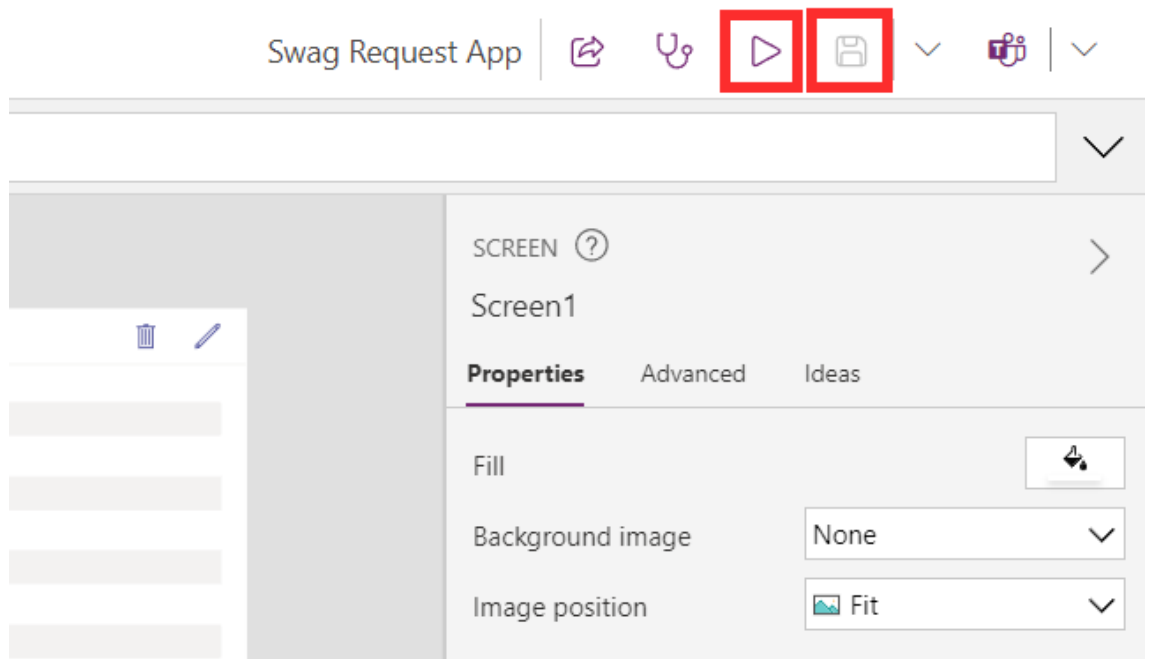 Swag Request App
SCREEN
Screen1
Properties Advanced Ideas
Fill
Background image None
Image position Fit